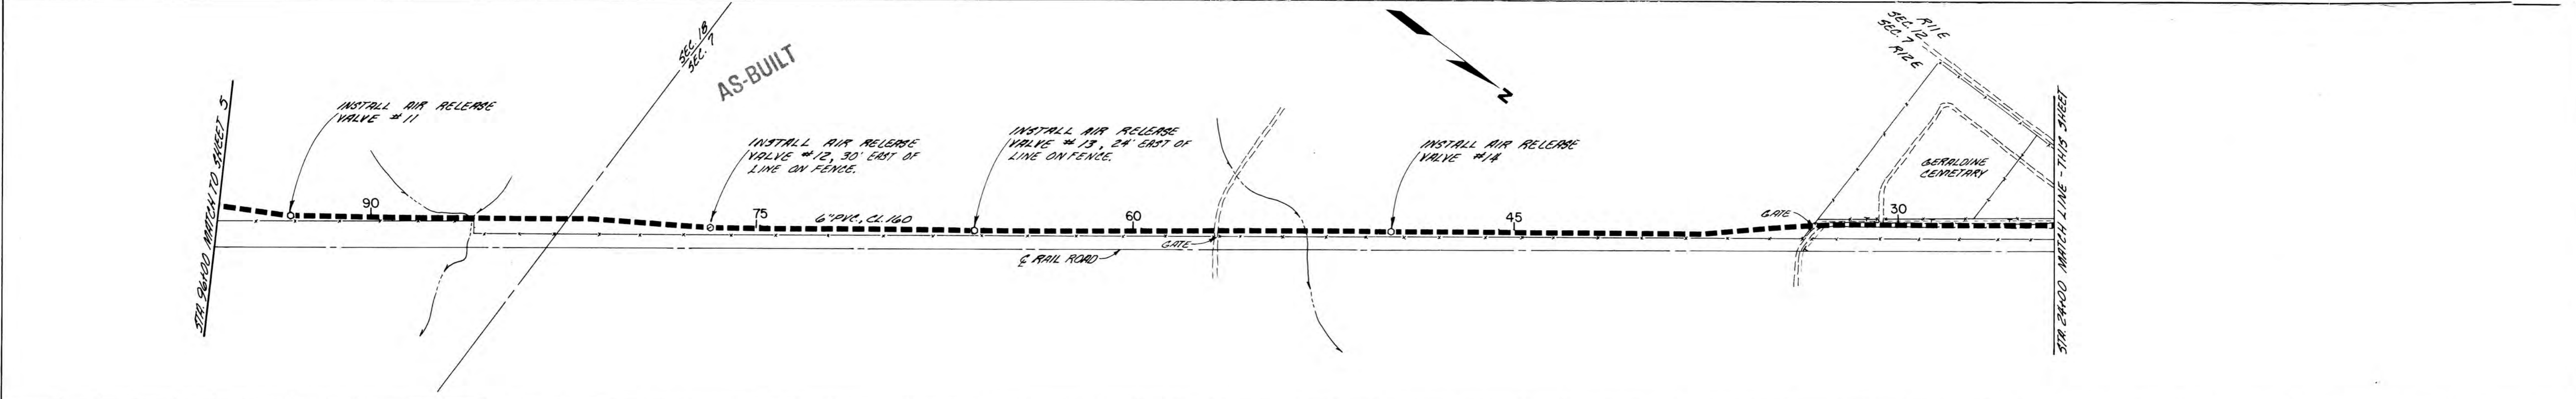 STA. 96+00 MATCH TO SHEET 5
INSTALL AIR RELEASE
VALVE #11
90
SEC. 18
SEC. 7
AS-BUILT
INSTALL AIR RELEASE
VALVE #12, 30' EAST OF
LINE ON FENCE.
75
6" PVC, CL. 160
INSTALL AIR RELEASE
VALVE #13, 24' EAST OF
LINE ON FENCE.
℄ RAIL ROAD
60
GATE
N
INSTALL AIR RELEASE
VALVE #14
45
GATE
R11E
SEC. 12
SEC. 7
R12E
GERALDINE
CEMETARY
30
STA. 24+00 MATCH LINE - THIS SHEET